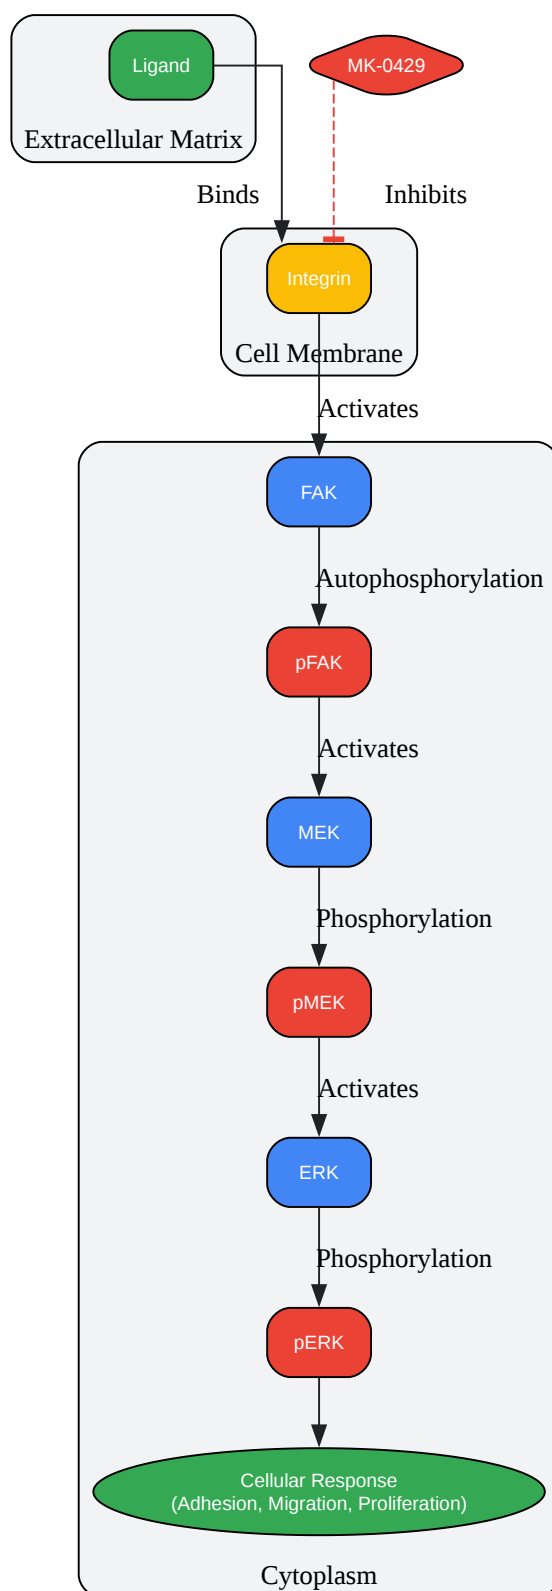 Ligand
MK-0429
Extracellular Matrix
Binds
Inhibits
Integrin
Cell Membrane
Activates
FAK
Autophosphorylation
pFAK
Activates
MEK
Phosphorylation
pMEK
Activates
ERK
Phosphorylation
pERK
Cellular Response
(Adhesion, Migration, Proliferation)
Cytoplasm